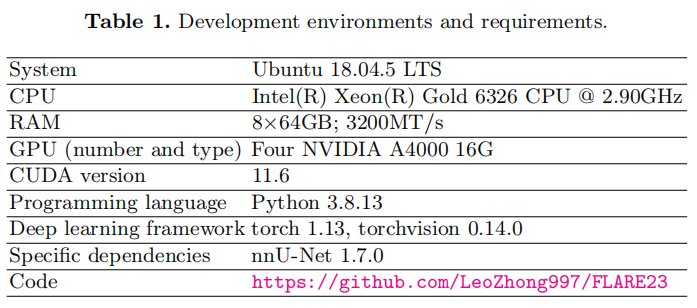 Table 1. Development environments and requirements.
System Ubuntu 18.04.5 LTS
CPU Intel(R) Xeon(R) Gold 6326 CPU @ 2.90GHz
RAM 8×64GB; 3200MT/s
GPU (number and type) Four NVIDIA A4000 16G
CUDA version 11.6
Programming language Python 3.8.13
Deep learning framework torch 1.13, torchvision 0.14.0
Specific dependencies nnU-Net 1.7.0
Code https://github.com/LeoZhong997/FLARE23